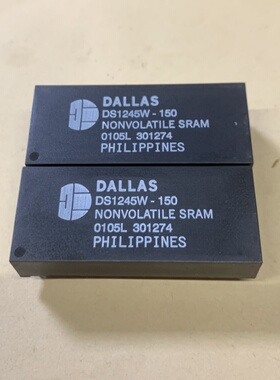 DALLAS
DS1245W - 150
NONVOLATILE SRAM
0105L 301274
PHILIPPINES
DALLAS
DS1245W - 150
NONVOLATILE SRAM
0105L 301274
PHILIPPINES